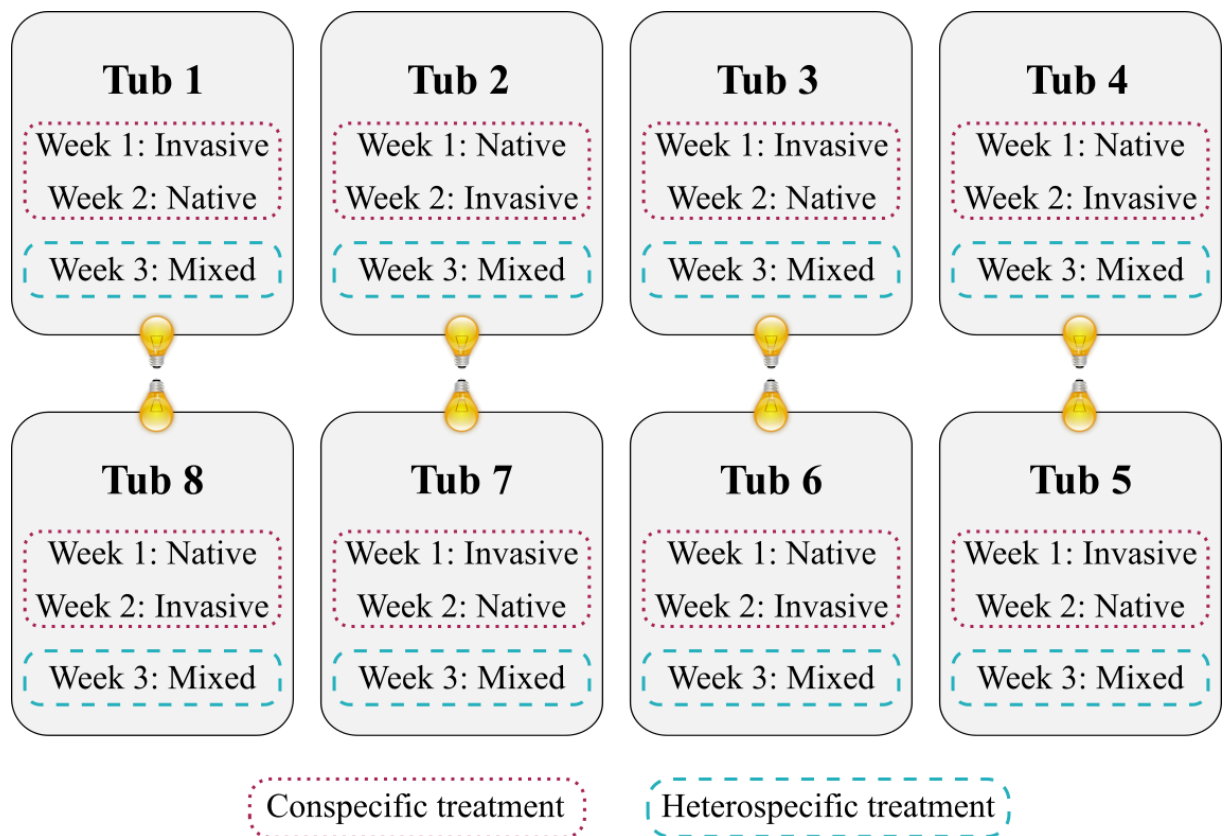 Tub 1
Week 1: Invasive
Week 2: Native
Week 3: Mixed
Tub 2
Week 1: Native
Week 2: Invasive
Week 3: Mixed
Tub 3
Week 1: Invasive
Week 2: Native
Week 3: Mixed
Tub 4
Week 1: Native
Week 2: Invasive
Week 3: Mixed
Tub 8
Week 1: Native
Week 2: Invasive
Week 3: Mixed
Tub 7
Week 1: Invasive
Week 2: Native
Week 3: Mixed
Tub 6
Week 1: Native
Week 2: Invasive
Week 3: Mixed
Tub 5
Week 1: Invasive
Week 2: Native
Week 3: Mixed
Conspecific treatment
Heterospecific treatment